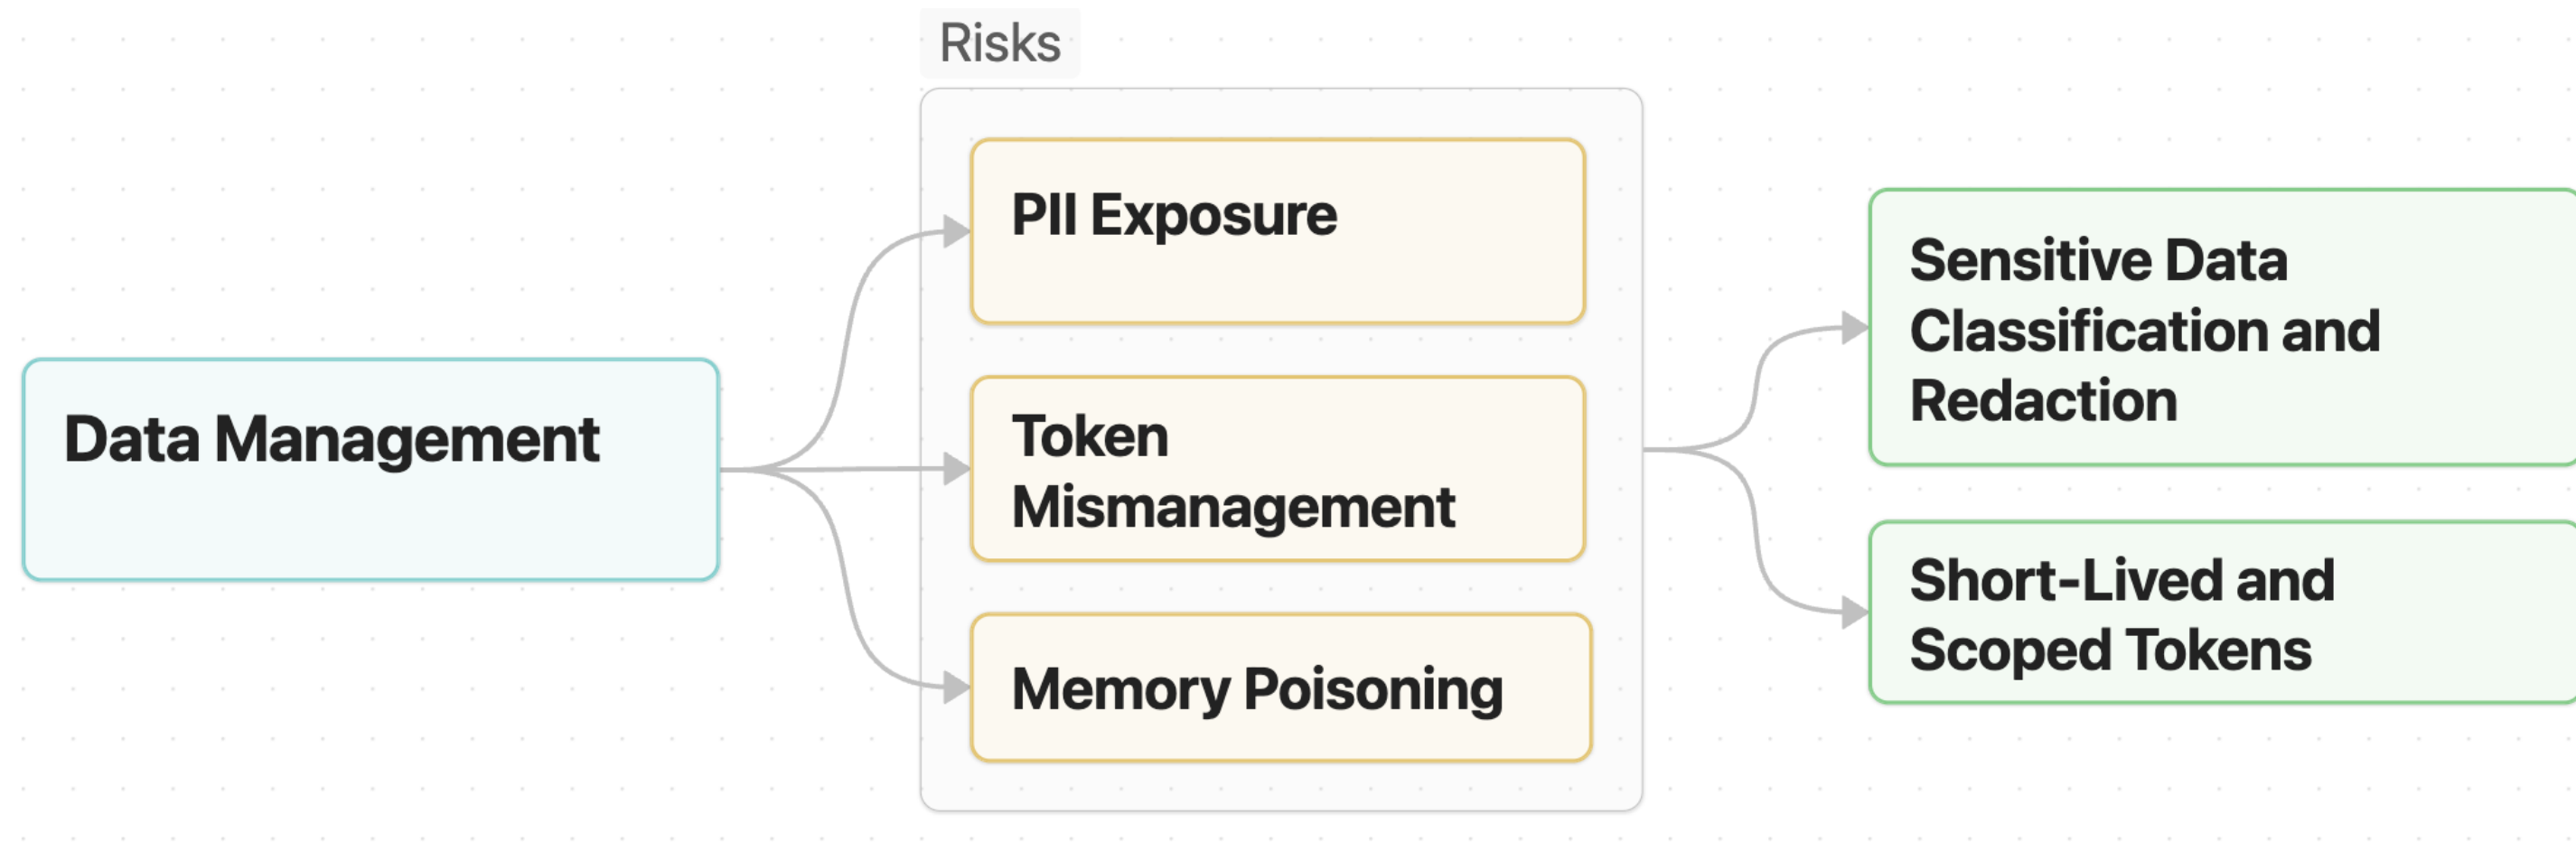 Risks
Data Management
PII Exposure
Token
Mismanagement
Memory Poisoning
Sensitive Data
Classification and
Redaction
Short-Lived and
Scoped Tokens